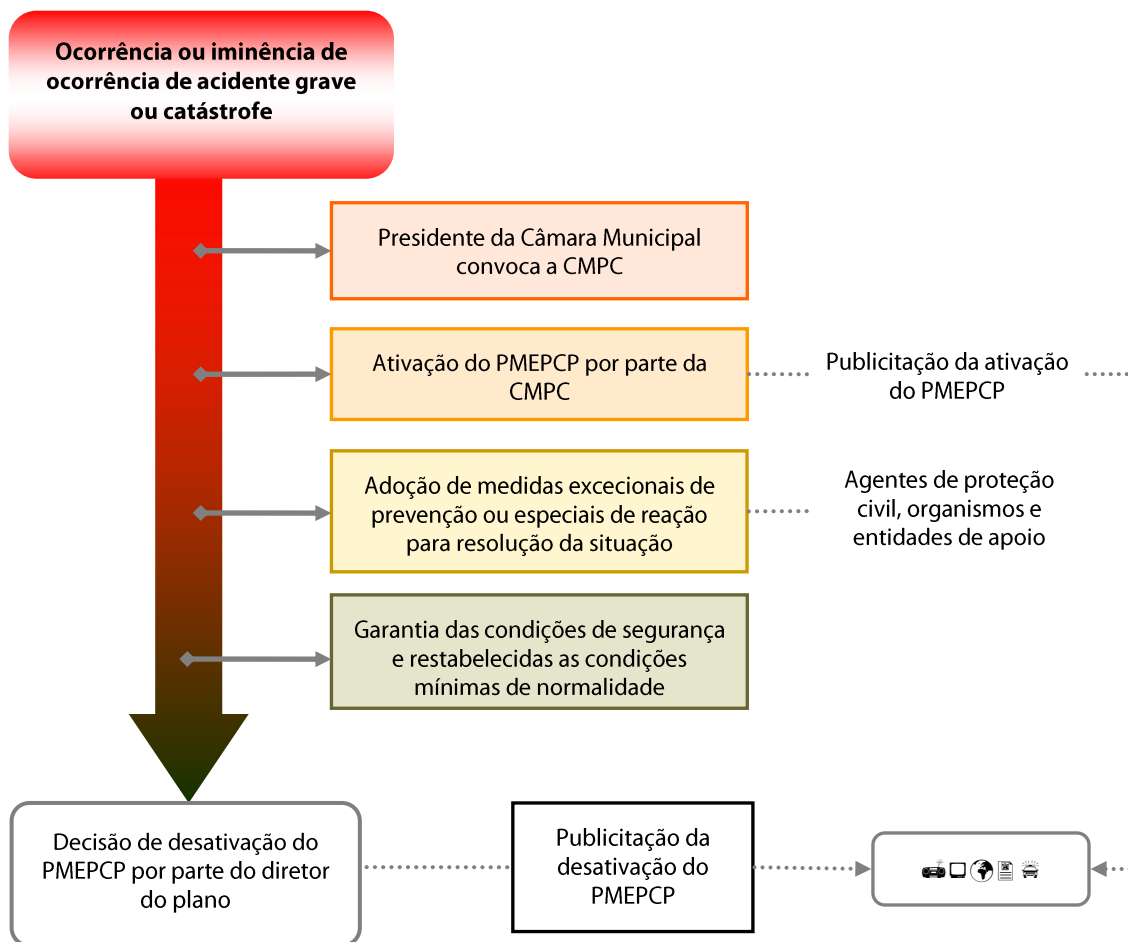 Ocorrência ou iminência de
ocorrência de acidente grave
ou catástrofe
Presidente da Câmara Municipal
convoca a CMPC
Ativação do PMEPCP por parte da
CMPC
Publicitação da ativação
do PMEPCP
Adoção de medidas excecionais de
prevenção ou especiais de reação
para resolução da situação
Agentes de proteção
civil, organismos e
entidades de apoio
Garantia das condições de segurança
e restabelecidas as condições
mínimas de normalidade
Decisão de desativação do
PMEPCP por parte do diretor
do plano
Publicitação da
desativação do
PMEPCP